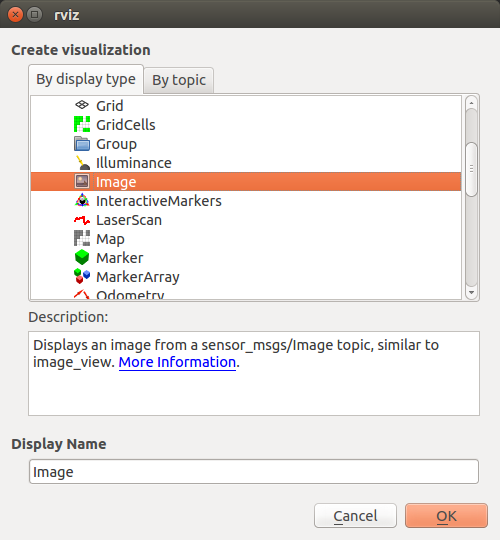 rviz
Create visualization
By display type By topic
Grid
GridCells
Group
Illuminance
Image
InteractiveMarkers
LaserScan
Map
Marker
MarkerArray
Odometry
Description:
Displays an image from a sensor_msgs/Image topic, similar to
image_view. More Information.
Display Name
Image
Cancel OK